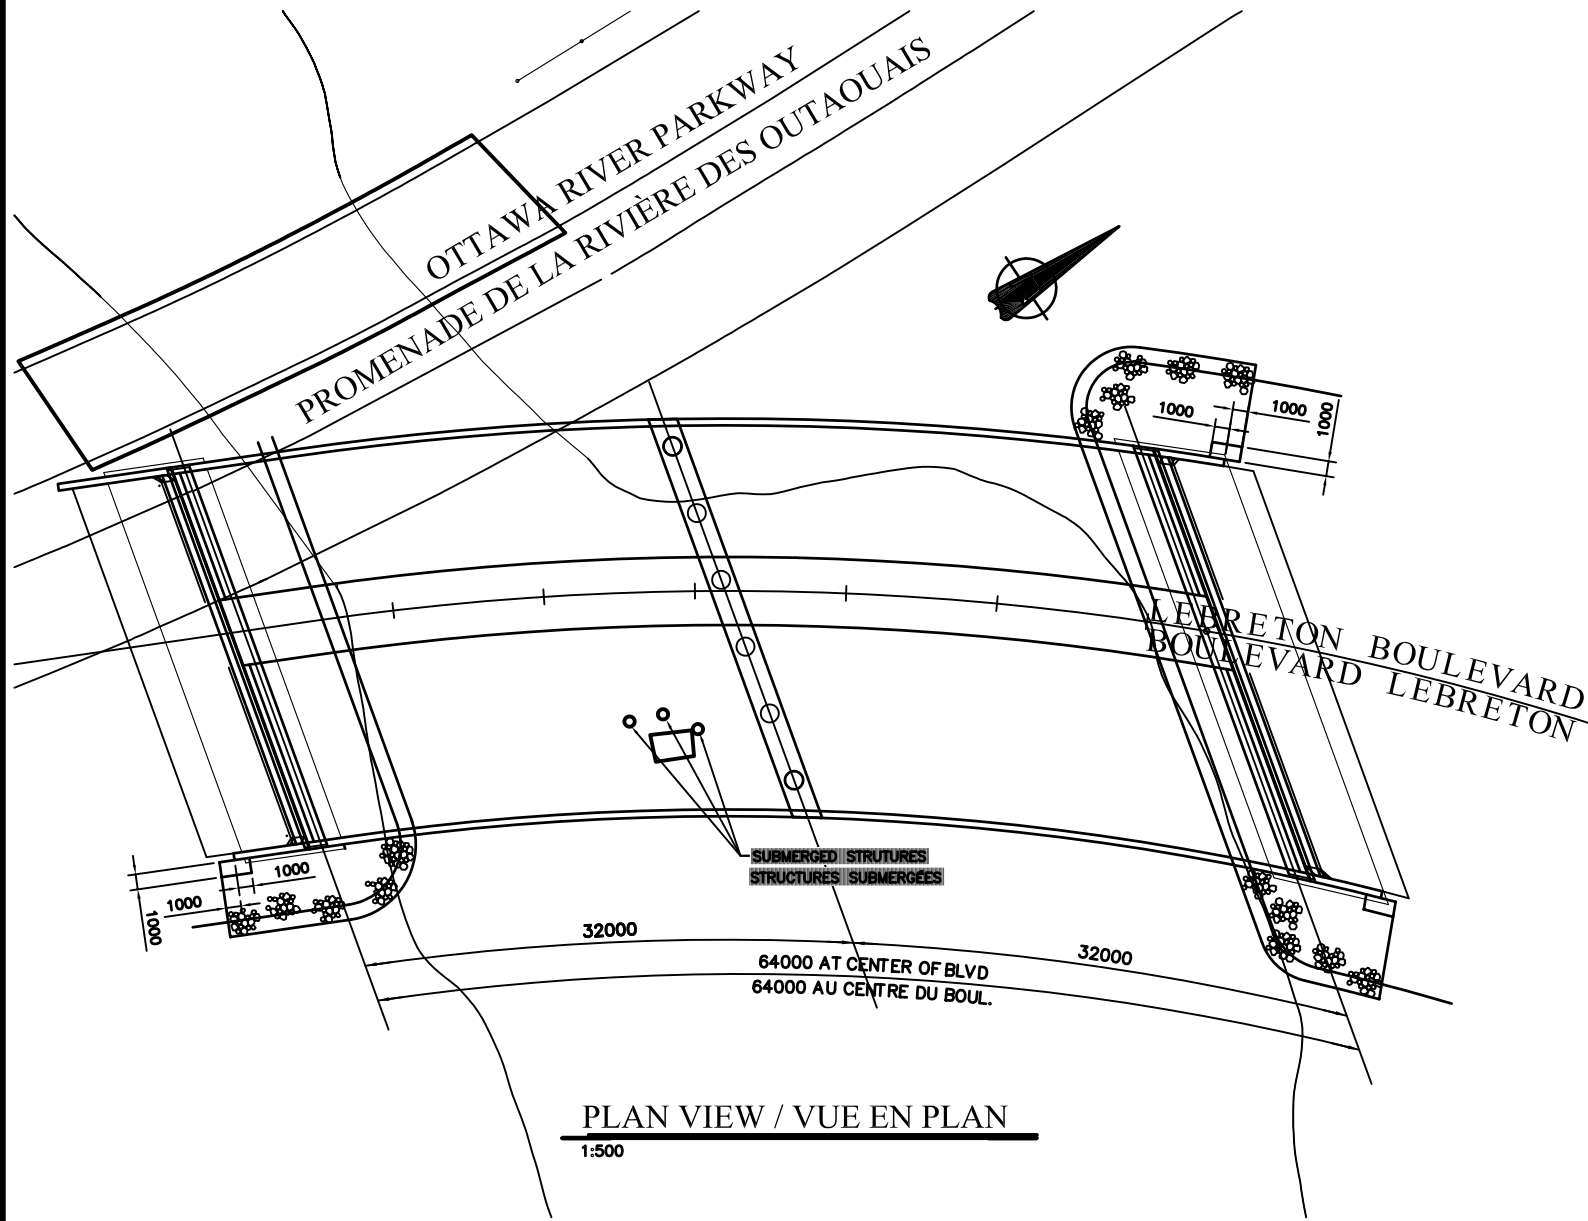 OTTAWA RIVER PARKWAY
PROMENADE DE LA RIVIÈRE DES OUTAOUAIS
1000
1000
1000
LEBRETON BOULEVARD
BOULEVARD LEBRETON
SUBMERGED STRUTURES
STRUCTURES SUBMERGÉES
1000
1000
1000
32000
32000
64000 AT CENTER OF BLVD
64000 AU CENTRE DU BOUL.
PLAN VIEW / VUE EN PLAN
1:500